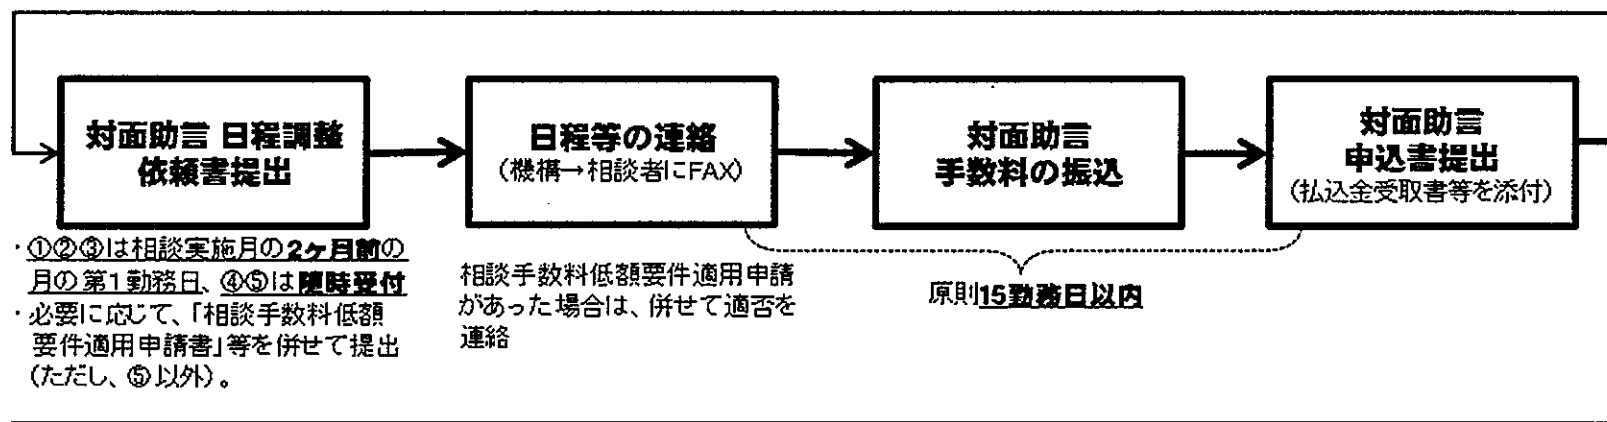 対面助言 日程調整
依頼書提出
日程等の連絡
(機構→相談者にFAX)
対面助言
手数料の振込
対面助言
申込書提出
(払込金受取書等を添付)
・①②③は相談実施月の2ヶ月前の
月の第1勤務日、④⑤は随時受付
・必要に応じて、「相談手数料低額
要件適用申請書」等を併せて提出
(ただし、⑤以外)。
相談手数料低額要件適用申請
があった場合は、併せて適否を
連絡
原則15勤務日以内